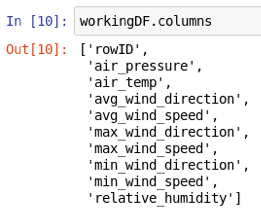 In [10]: workingDF.columns
Out[10]: ['rowID',
'air_pressure',
'air_temp',
'avg_wind_direction',
'avg_wind_speed',
'max_wind_direction',
'max_wind_speed',
'min_wind_direction',
'min_wind_speed',
'relative_humidity']